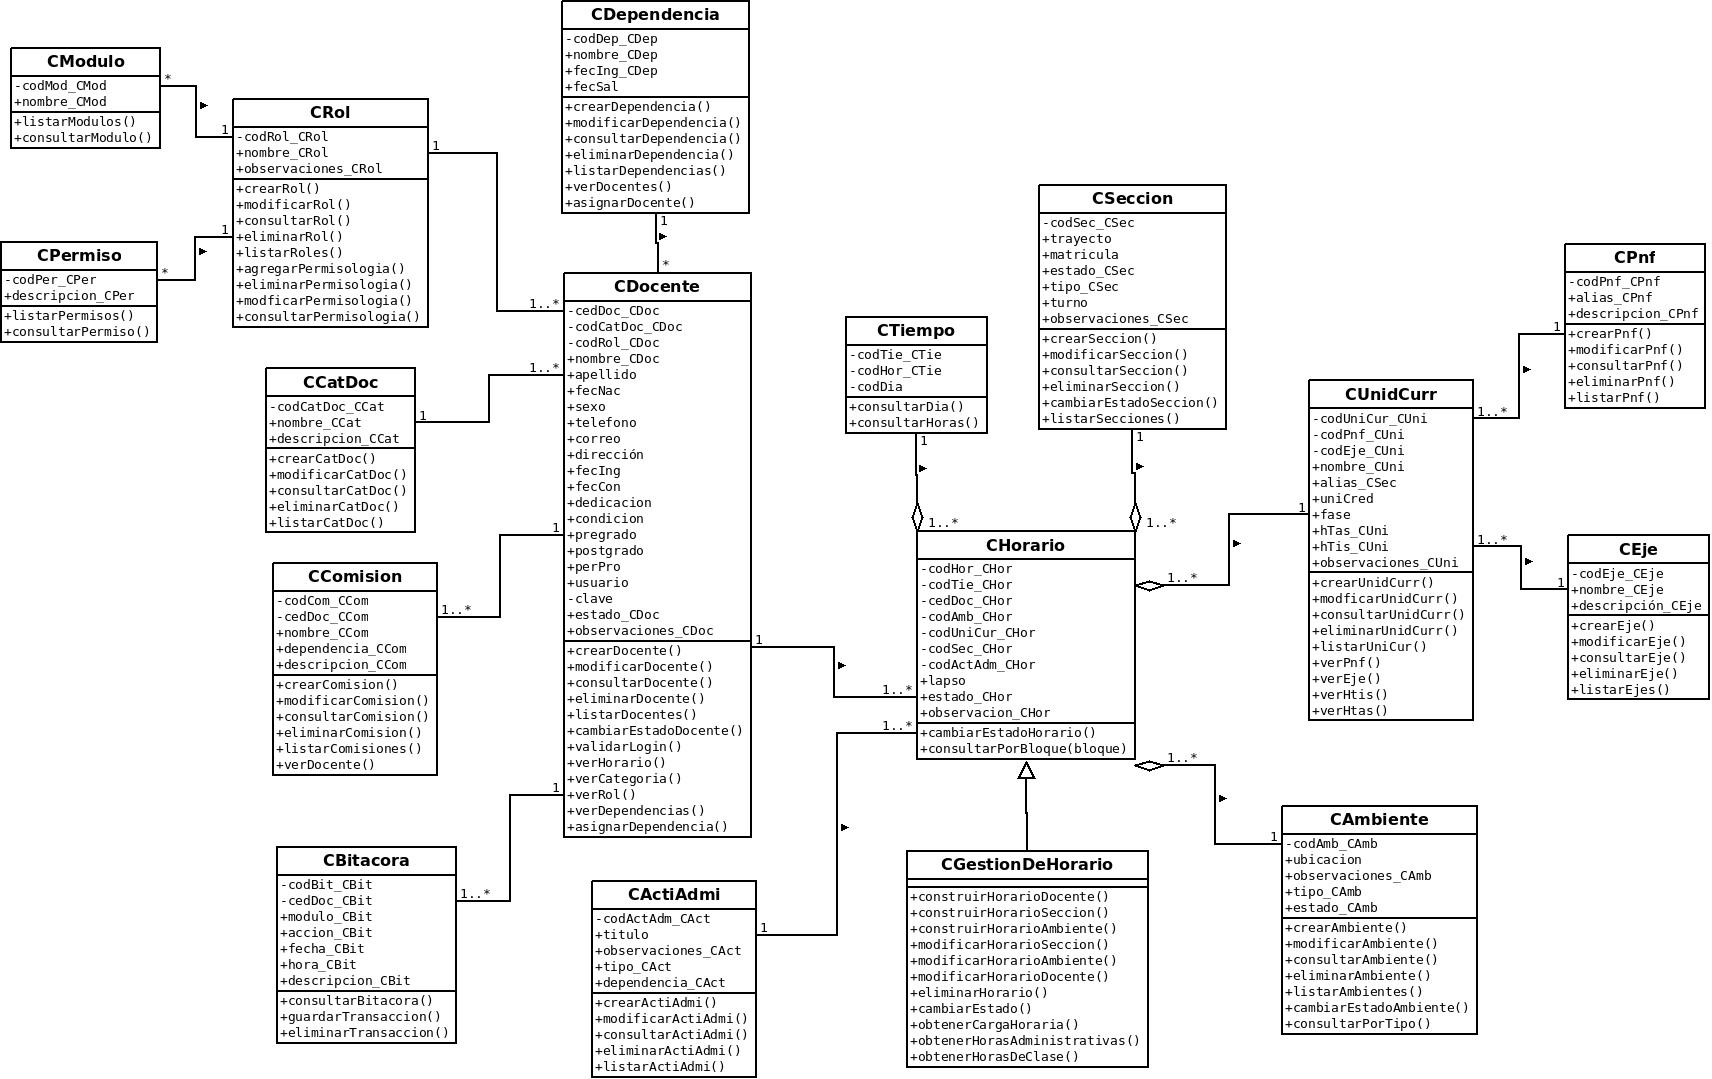 CModulo
-codMod_CMod
+nombre_CMod
+listarModulos()
+consultarModulo()
*
1
CPermiso
-codPer_CPer
+descripcion_CPer
+listarPermisos()
+consultarPermiso()
*
1
CRol
-codRol_CRol
+nombre_CRol
+observaciones_CRol
+crearRol()
+modificarRol()
+consultarRol()
+eliminarRol()
+listarRoles()
+agregarPermisologia()
+eliminarPermisologia()
+modficarPermisologia()
+consultarPermisologia()
1
1..*
CDependencia
-codDep_CDep
+nombre_CDep
+fecIng_CDep
+fecSal
+crearDependencia()
+modificarDependencia()
+consultarDependencia()
+eliminarDependencia()
+listarDependencias()
+verDocentes()
+asignarDocente()
1
*
CCatDoc
-codCatDoc_CCat
+nombre_CCat
+descripcion_CCat
+crearCatDoc()
+modificarCatDoc()
+consultarCatDoc()
+eliminarCatDoc()
+listarCatDoc()
1
1..*
CComision
-codCom_CCom
-cedDoc_CCom
+nombre_CCom
+dependencia_CCom
+descripcion_CCom
+crearComision()
+modificarComision()
+consultarComision()
+eliminarComision()
+listarComisiones()
+verDocente()
1..*
1
CBitacora
-codBit_CBit
-cedDoc_CBit
+modulo_CBit
+accion_CBit
+fecha_CBit
+hora_CBit
+descripcion_CBit
+consultarBitacora()
+guardarTransaccion()
+eliminarTransaccion()
1..*
1
CDocente
-cedDoc_CDoc
-codCatDoc_CDoc
-codRol_CDoc
+nombre_CDoc
+apellido
+fecNac
+sexo
+telefono
+correo
+dirección
+fecIng
+fecCon
+dedicacion
+condicion
+pregrado
+postgrado
+perPro
+usuario
-clave
+estado_CDoc
+observaciones_CDoc
+crearDocente()
+modificarDocente()
+consultarDocente()
+eliminarDocente()
+listarDocentes()
+cambiarEstadoDocente()
+validarLogin()
+verHorario()
+verCategoria()
+verRol()
+verDependencias()
+asignarDependencia()
1
1..*
CActiAdmi
-codActAdm_CAct
+titulo
+observaciones_CAct
+tipo_CAct
+dependencia_CAct
+crearActiAdmi()
+modificarActiAdmi()
+consultarActiAdmi()
+eliminarActiAdmi()
+listarActiAdmi()
1
1..*
CTiempo
-codTie_CTie
-codHor_CTie
-codDia
+consultarDia()
+consultarHoras()
1
1..*
CSeccion
-codSec_CSec
+trayecto
+matricula
+estado_CSec
+tipo_CSec
+turno
+observaciones_CSec
+crearSeccion()
+modificarSeccion()
+consultarSeccion()
+eliminarSeccion()
+cambiarEstadoSeccion()
+listarSecciones()
1
1..*
CHorario
-codHor_CHor
-codTie_CHor
-cedDoc_CHor
-codAmb_CHor
-codUniCur_CHor
-codSec_CHor
-codActAdm_CHor
+lapso
+estado_CHor
+observacion_CHor
+cambiarEstadoHorario()
+consultarPorBloque(bloque)
1..*
1
1..*
1
CGestionDeHorario
+construirHorarioDocente()
+construirHorarioSeccion()
+construirHorarioAmbiente()
+modificarHorarioSeccion()
+modificarHorarioAmbiente()
+modificarHorarioDocente()
+eliminarHorario()
+cambiarEstado()
+obtenerCargaHoraria()
+obtenerHorasAdministrativas()
+obtenerHorasDeClase()
CUnidCurr
-codUniCur_CUni
-codPnf_CUni
-codEje_CUni
+nombre_CUni
+alias_CSec
+uniCred
+fase
+hTas_CUni
+hTis_CUni
+observaciones_CUni
+crearUnidCurr()
+modficarUnidCurr()
+consultarUnidCurr()
+eliminarUnidCurr()
+listarUniCur()
+verPnf()
+verEje()
+verHtis()
+verHtas()
1..*
1
1..*
1
CPnf
-codPnf_CPnf
+alias_CPnf
+descripcion_CPnf
+crearPnf()
+modificarPnf()
+consultarPnf()
+eliminarPnf()
+listarPnf()
CEje
-codEje_CEje
+nombre_CEje
+descripción_CEje
+crearEje()
+modificarEje()
+consultarEje()
+eliminarEje()
+listarEjes()
CAmbiente
-codAmb_CAmb
+ubicacion
+observaciones_CAmb
+tipo_CAmb
+estado_CAmb
+crearAmbiente()
+modificarAmbiente()
+consultarAmbiente()
+eliminarAmbiente()
+listarAmbientes()
+cambiarEstadoAmbiente()
+consultarPorTipo()